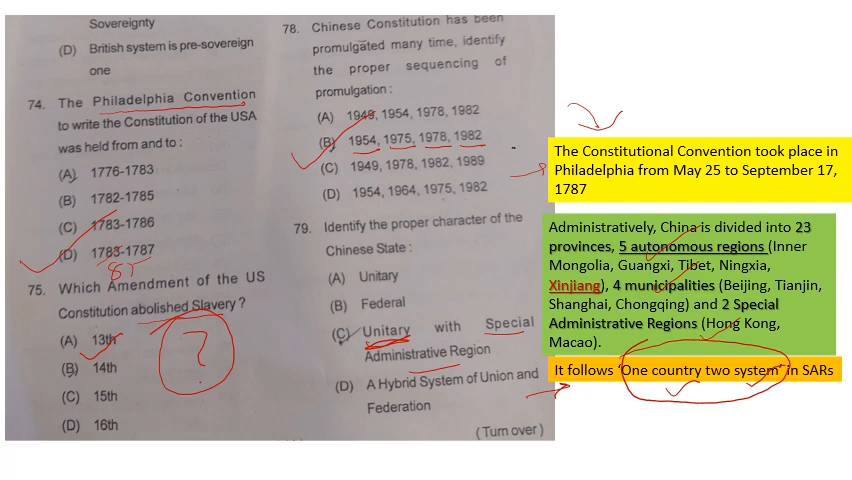 Sovereignty
(D) British system is pre-sovereign
one
74. The Philadelphia Convention
to write the Constitution of the USA
was held from and to :
(A) 1776-1783
(B) 1782-1785
(C) 1783-1786
(D) 1783-1787
87
75. Which Amendment of the US
Constitution abolished Slavery ?
(A) 13th
(B) 14th
(C) 15th
(D) 16th
?
78. Chinese Constitution has been
promulgated many time, identify
the proper sequencing of
promulgation :
(A) 1949, 1954, 1978, 1982
(B) 1954, 1975, 1978, 1982
(C) 1949, 1978, 1982, 1989
(D) 1954, 1964, 1975, 1982
79. Identify the proper character of the
Chinese State :
(A) Unitary
(B) Federal
(C) Unitary with Special
Administrative Region
(D) A Hybrid System of Union and
Federation
(Turn over)
The Constitutional Convention took place in
Philadelphia from May 25 to September 17,
1787
Administratively, China is divided into 23
provinces, 5 autonomous regions (Inner
Mongolia, Guangxi, Tibet, Ningxia,
Xinjiang), 4 municipalities (Beijing, Tianjin,
Shanghai, Chongqing) and 2 Special
Administrative Regions (Hong Kong,
Macao).
It follows ‘One country two system’ in SARs